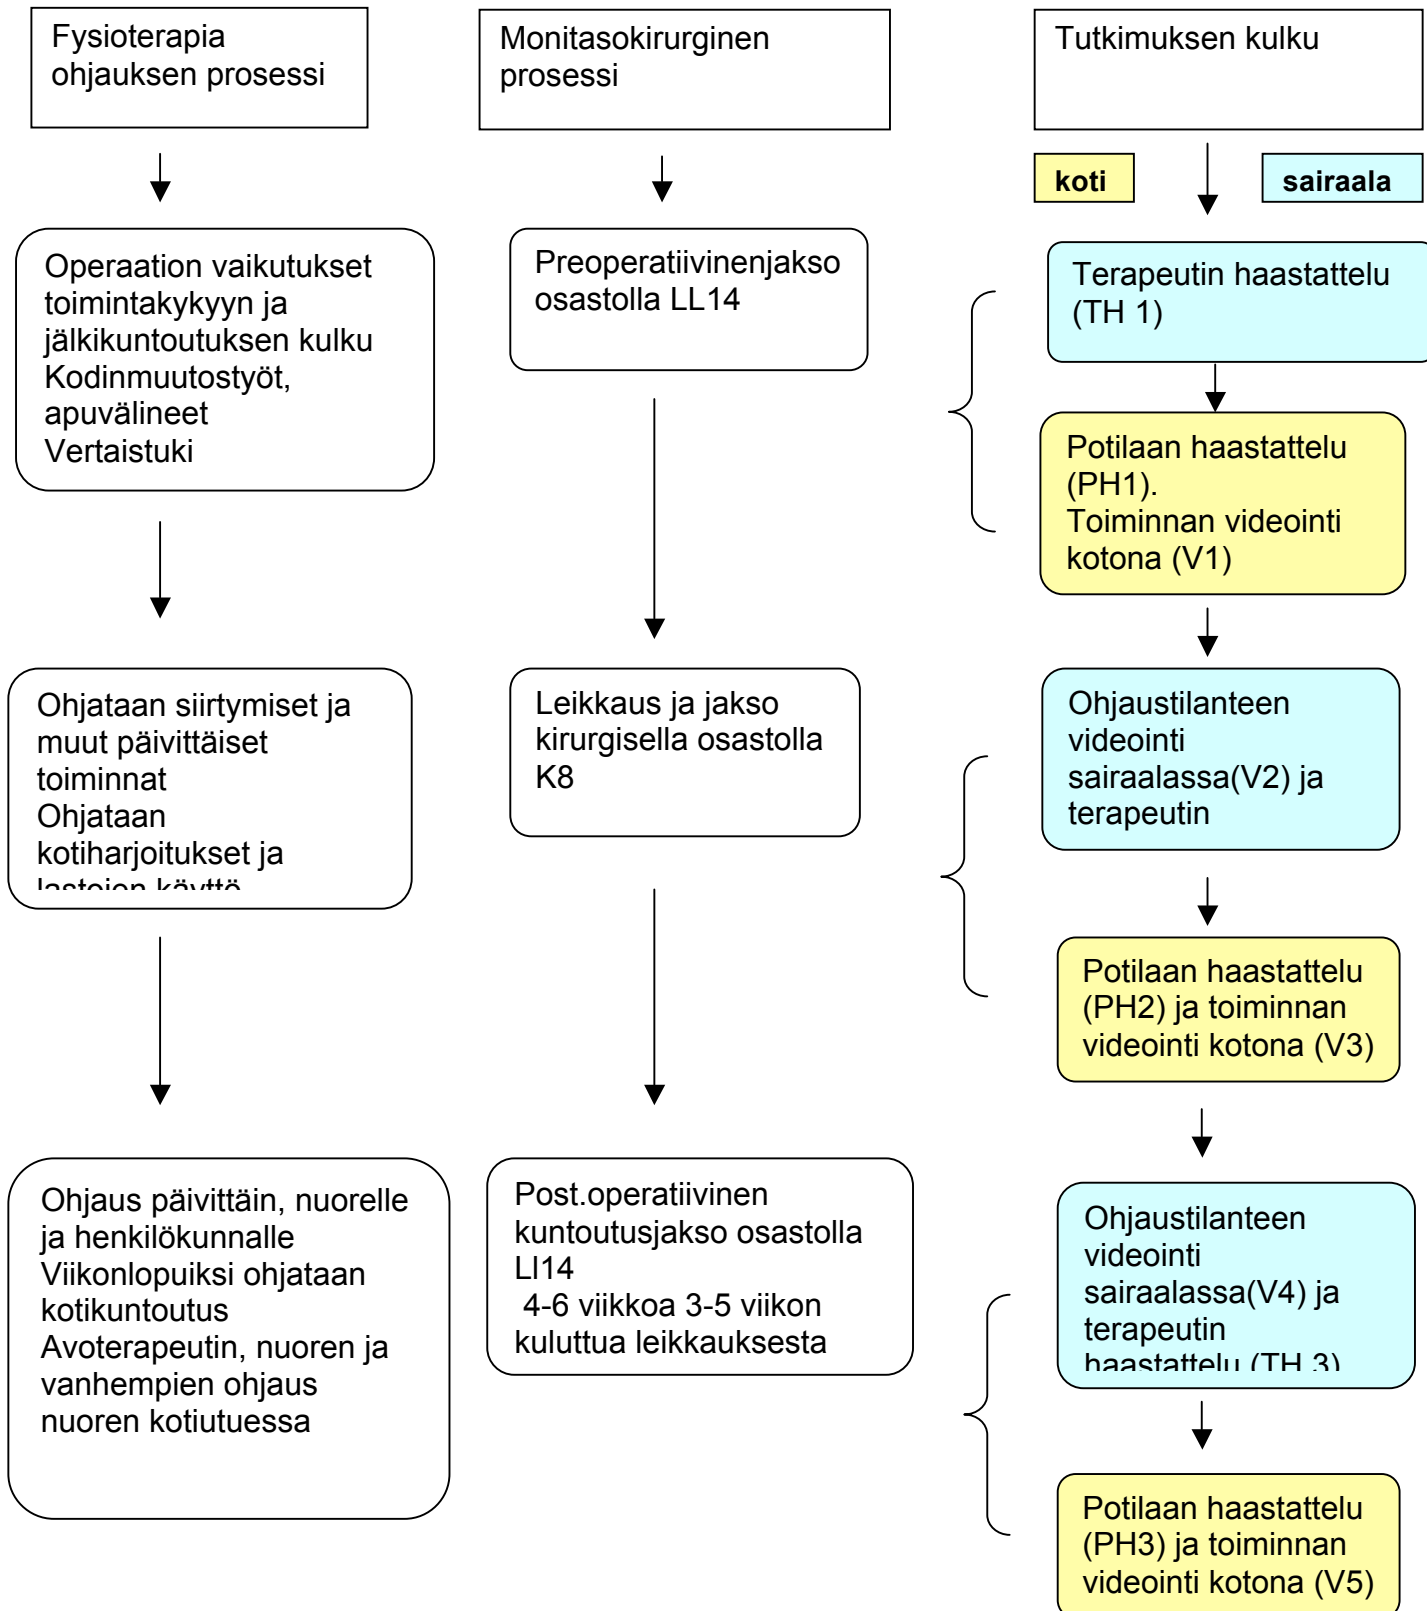 Fysioterapia
ohjauksen prosessi
Monitasokirurginen
prosessi
Tutkimuksen kulku
koti
sairaala
Operaation vaikutukset
toimintakykyyn ja
jälkikuntoutuksen kulku
Kodinmuutostyöt,
apuvälineet
Vertaistuki
Preoperatiivinenjakso
osastolla LL14
Terapeutin haastattelu
(TH 1)
Potilaan haastattelu
(PH1).
Toiminnan videointi
kotona (V1)
Ohjataan siirtymiset ja
muut päivittäiset
toiminnat
Ohjataan
kotiharjoitukset ja
lastojen käyttö
Leikkaus ja jakso
kirurgisella osastolla
K8
Ohjaustilanteen
videointi
sairaalassa(V2) ja
terapeutin
Potilaan haastattelu
(PH2) ja toiminnan
videointi kotona (V3)
Ohjaus päivittäin, nuorelle
ja henkilökunnalle
Viikonlopuiksi ohjataan
kotikuntoutus
Avoterapeutin, nuoren ja
vanhempien ohjaus
nuoren kotiutuessa
Post.operatiivinen
kuntoutusjakso osastolla
Ll14
4-6 viikkoa 3-5 viikon
kuluttua leikkauksesta
Ohjaustilanteen
videointi
sairaalassa(V4) ja
terapeutin
haastattelu (TH 3)
Potilaan haastattelu
(PH3) ja toiminnan
videointi kotona (V5)